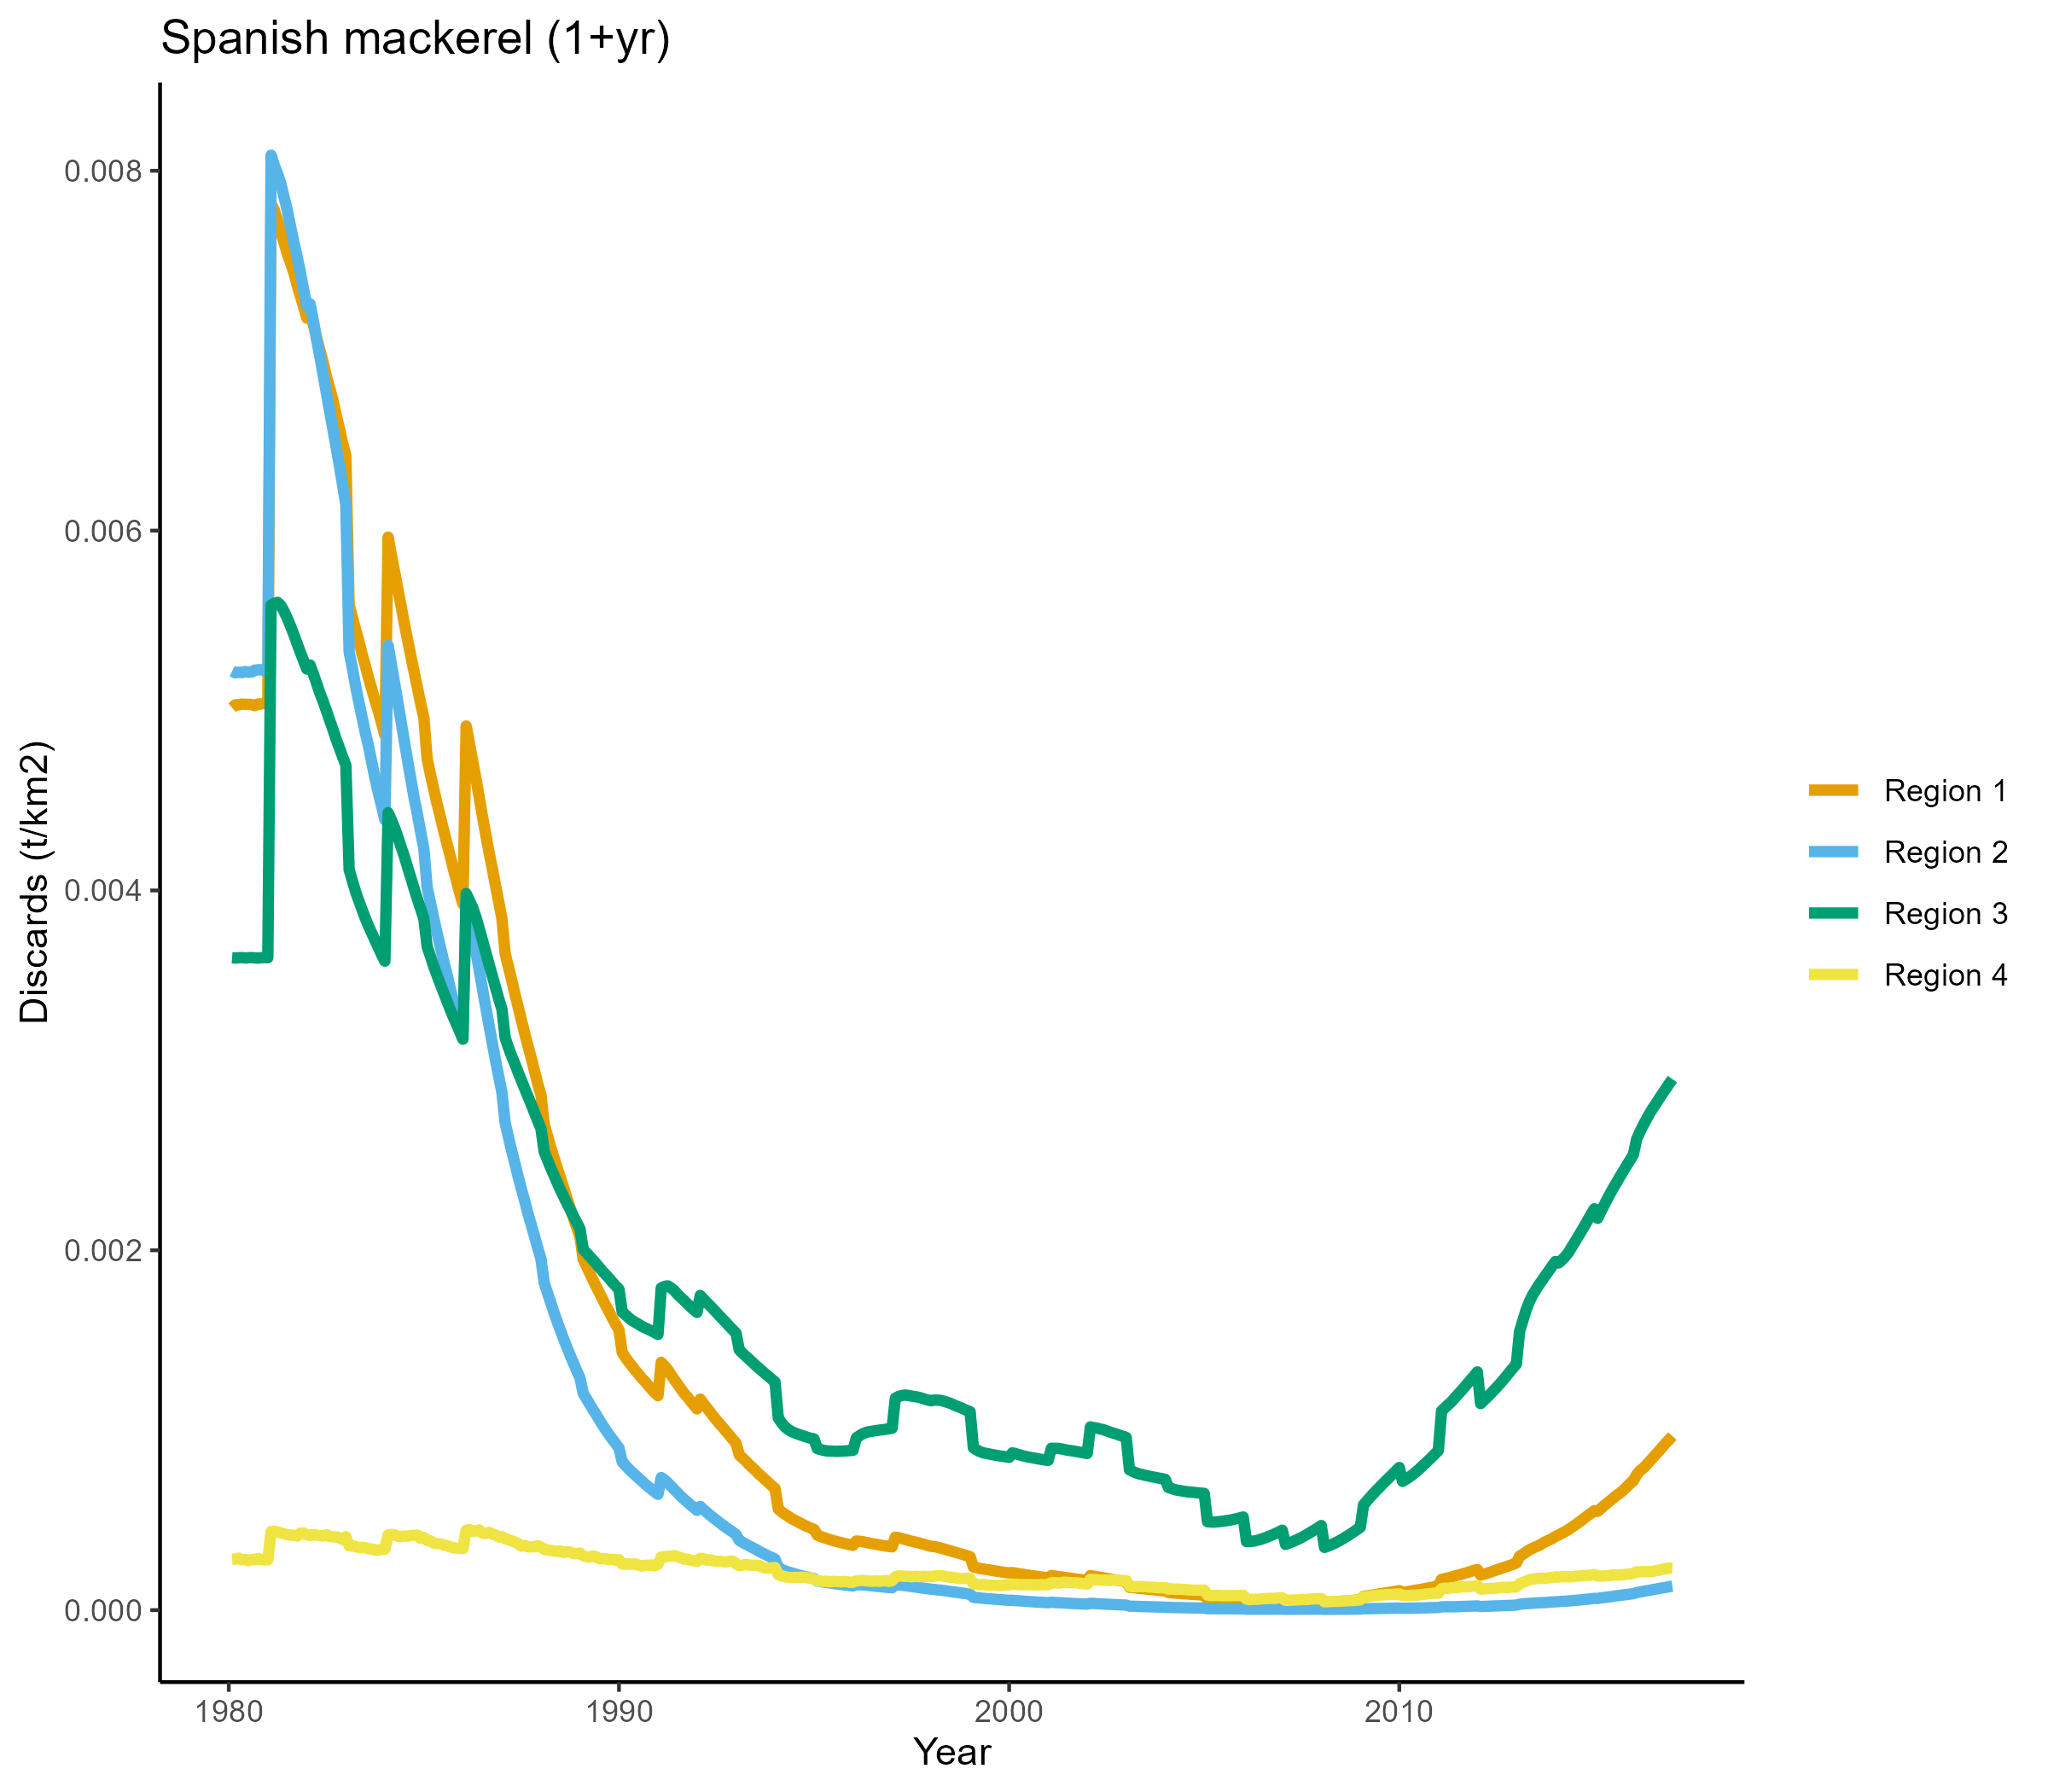 Spanish mackerel (1+yr)
Discards (t/km2)
0.008
0.006
0.004
0.002
0.000
1980 1990 2000 2010
Year
Region 1
Region 2
Region 3
Region 4